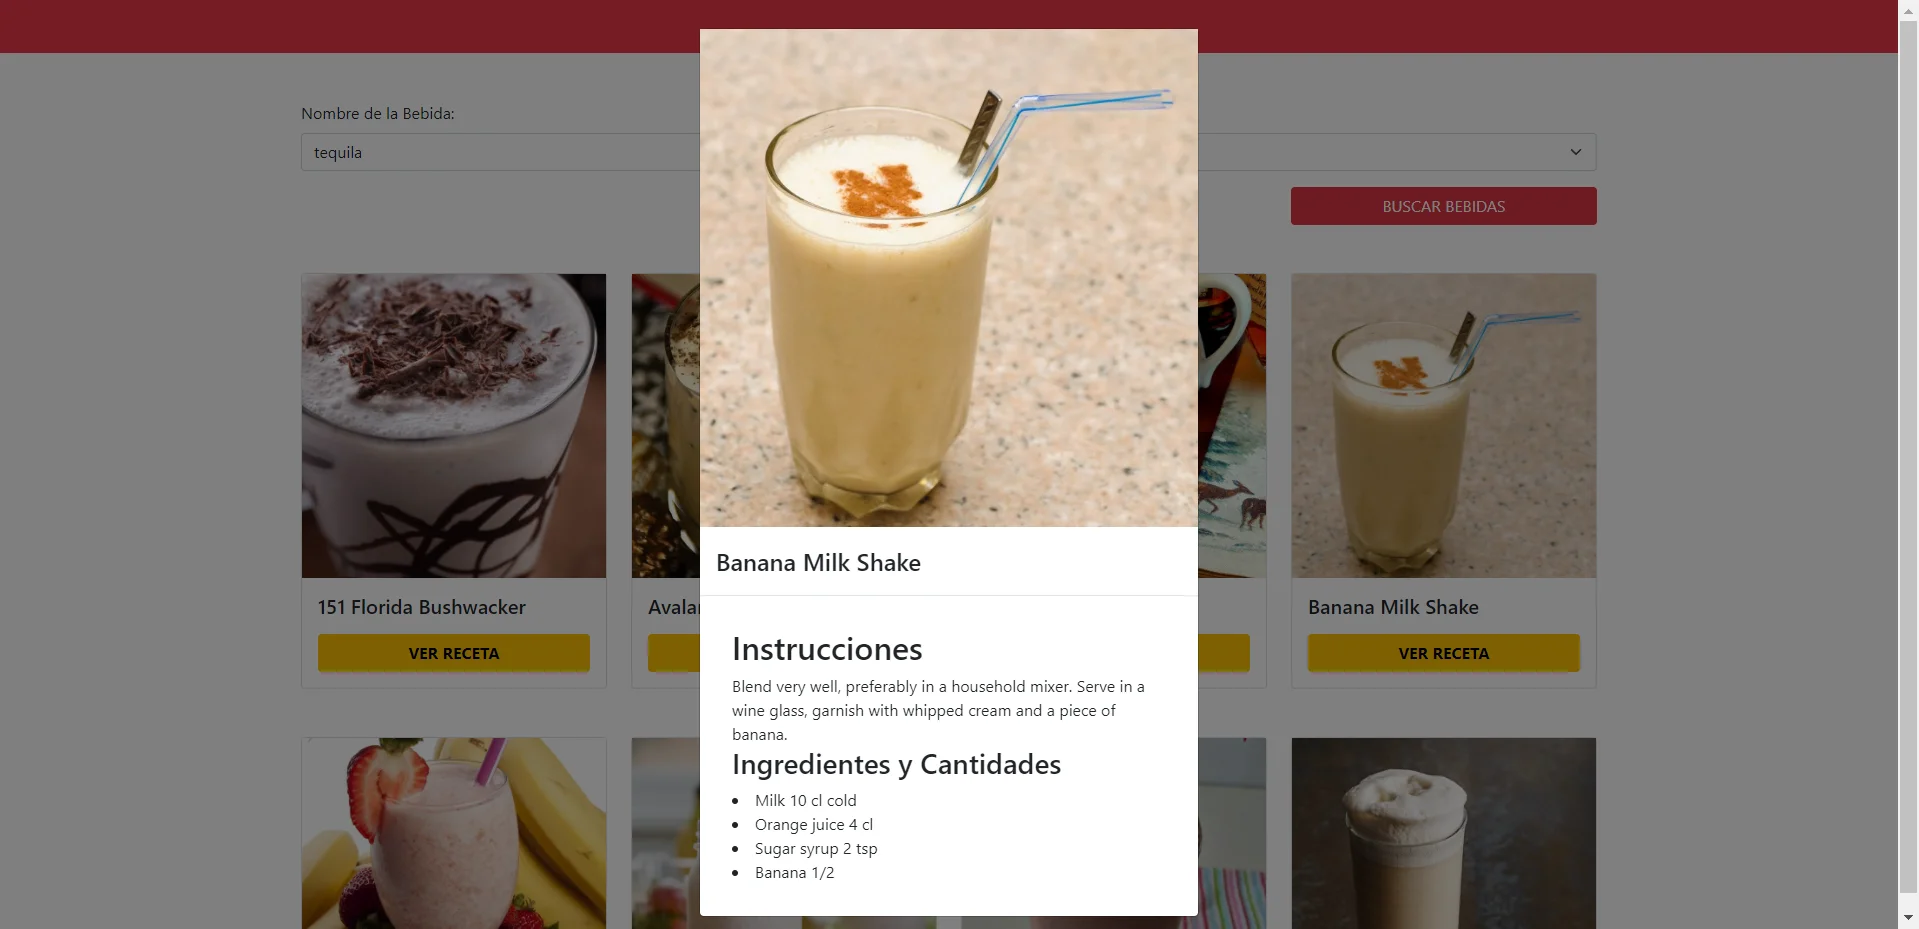 Nombre de la Bebida:
tequila
BUSCAR BEBIDAS
151 Florida Bushwacker
VER RECETA
Banana Milk Shake
VER RECETA
Banana Milk Shake
Instrucciones
Blend very well, preferably in a household mixer. Serve in a
wine glass, garnish with whipped cream and a piece of
banana.
Ingredientes y Cantidades
Milk 10 cl cold
Orange juice 4 cl
Sugar syrup 2 tsp
Banana 1/2